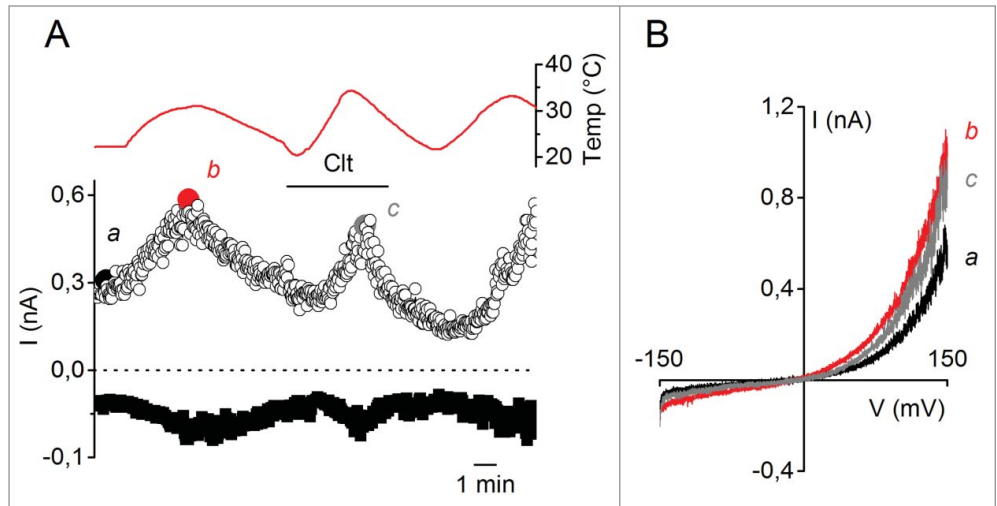 A
40
30
20
Temp (°C)
Clt
b
a
c
0,6
0,3
0,0
-0,1
I (nA)
1 min
B
1,2
I (nA)
0,8
0,4
-0,4
-150
150
V (mV)
b
c
a